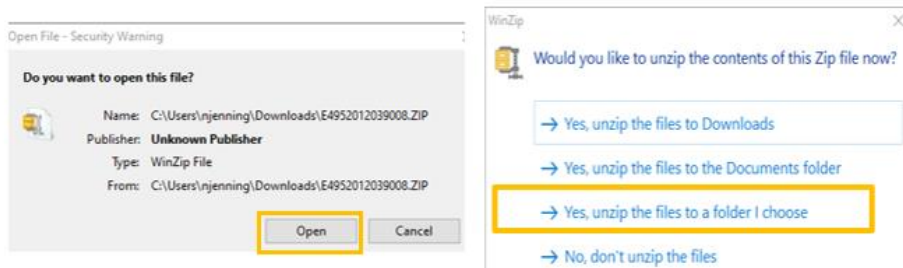 Open File - Security Warning
Do you want to open this file?
Name: C:\Users\njenning\Downloads\E4952012039008.ZIP
Publisher: Unknown Publisher
Type: WinZip File
From: C:\Users\njenning\Downloads\E4952012039008.ZIP
Open Cancel
WinZip
Would you like to unzip the contents of this Zip file now?
→ Yes, unzip the files to Downloads
→ Yes, unzip the files to the Documents folder
→ Yes, unzip the files to a folder I choose
→ No, don't unzip the files